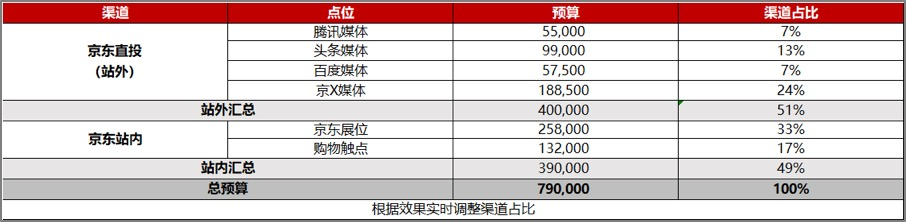 渠道 点位 预算 渠道占比
腾讯媒体 55,000 7%
京东直投 头条媒体 99,000 13%
（站外） 百度媒体 57,500 7%
京X媒体 188,500 24%
站外汇总 400,000 51%
京东站内 京东展位 258,000 33%
购物触点 132,000 17%
站内汇总 390,000 49%
总预算 790,000 100%
根据效果实时调整渠道占比